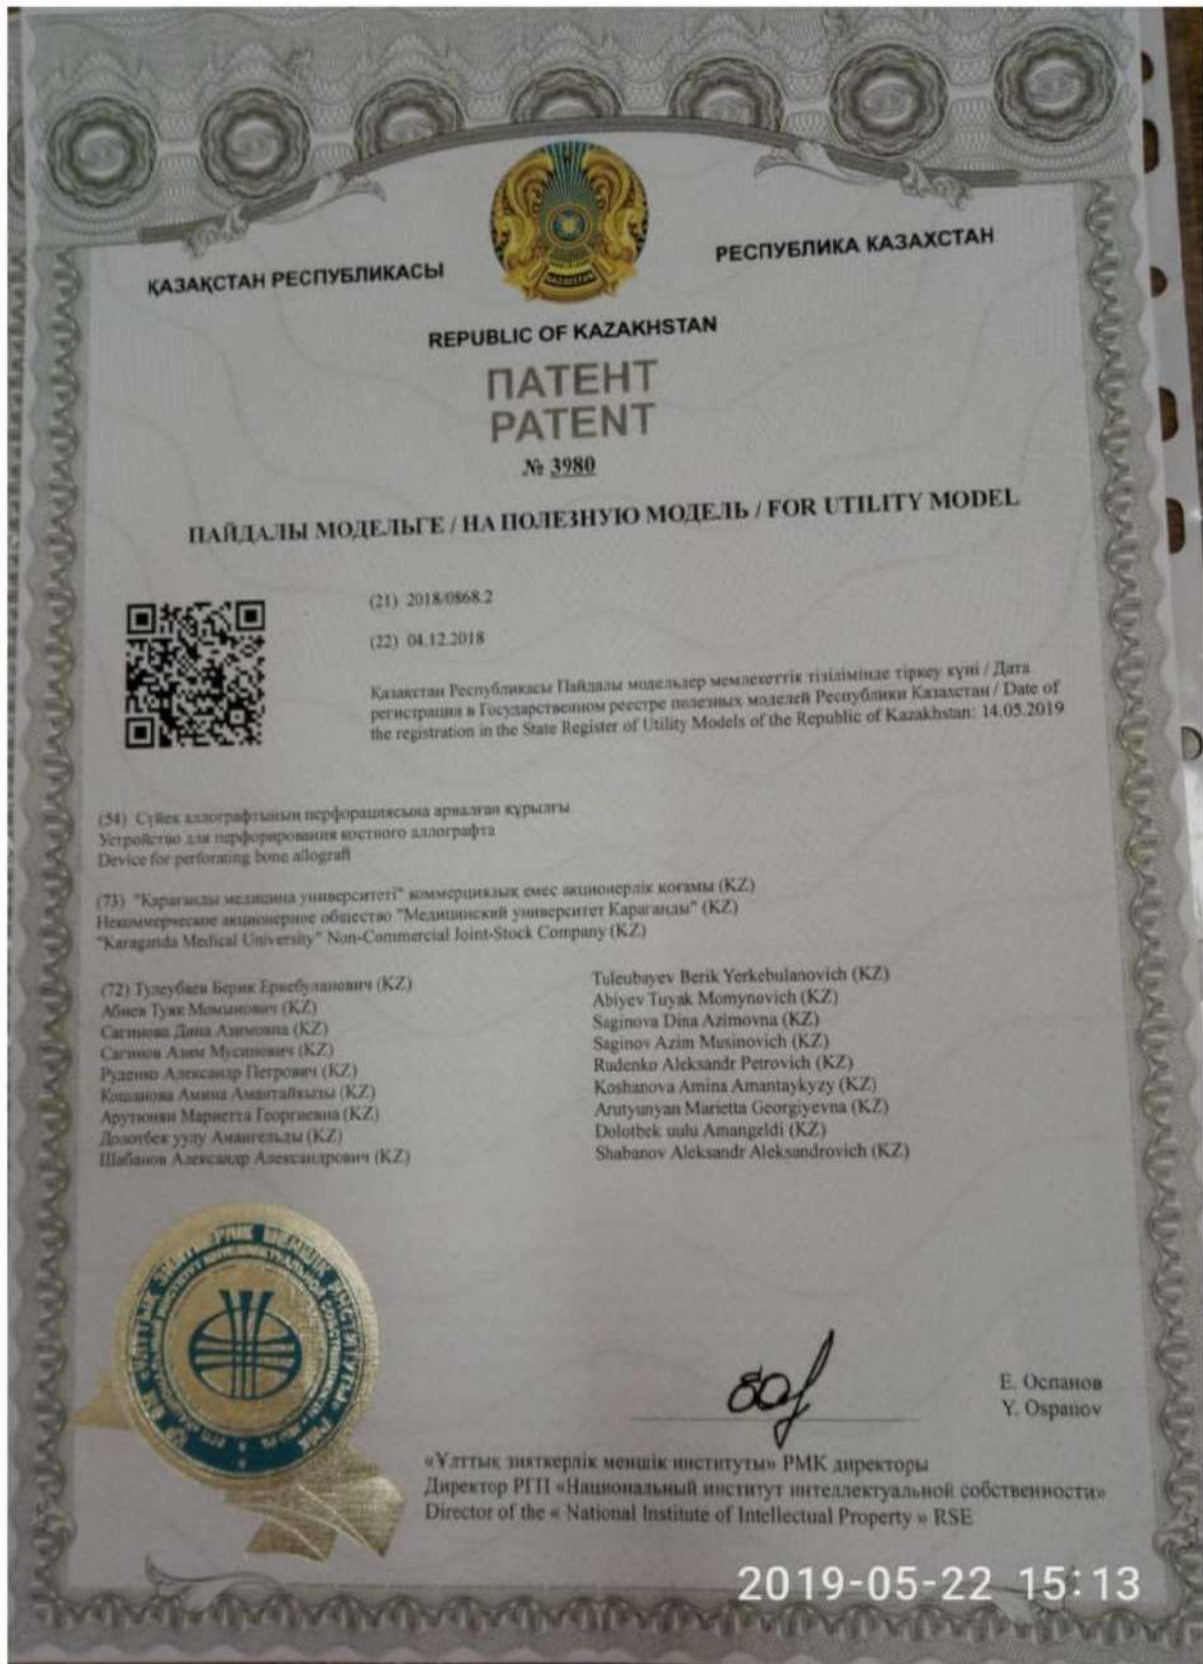 ҚАЗАҚСТАН РЕСПУБЛИКАСЫ
РЕСПУБЛИКА КАЗАХСТАН
REPUBLIC OF KAZAKHSTAN
ПАТЕНТ
PATENT
№ 3980
ПАЙДАЛЫ МОДЕЛЬГЕ / НА ПОЛЕЗНУЮ МОДЕЛЬ / FOR UTILITY MODEL
(21) 2018/0868.2
(22) 04.12.2018
Қазақстан Республикасы Пайдалы модельдер мемлекеттік тізілімінде тіркеу күні / Дата
регистрации в Государственном реестре полезных моделей Республики Казахстан / Date of
the registration in the State Register of Utility Models of the Republic of Kazakhstan: 14.05.2019
(54) Сүйек аллографтының перфорациясына арналған құрылғы
Устройство для перфорирования костного аллографта
Device for perforating bone allograft
(73) "Қарағанды медицина университеті" коммерциялық емес акционерлік қоғамы (KZ)
Некоммерческое акционерное общество "Медицинский университет Караганды" (KZ)
"Karaganda Medical University" Non-Commercial Joint-Stock Company (KZ)
(72) Тулеубаев Берик Еркебуланович (KZ)
Абиев Туяк Момынович (KZ)
Сагинова Дина Азимовна (KZ)
Сагинов Азим Мусинович (KZ)
Руденко Александр Петрович (KZ)
Кошанова Амина Амантайкызы (KZ)
Арутюнян Мариетта Георгиевна (KZ)
Долотбек уулу Амангельды (KZ)
Шабанов Александр Александрович (KZ)
Tuleubayev Berik Yerkebulanovich (KZ)
Abiyev Tuyak Momynovich (KZ)
Saginova Dina Azimovna (KZ)
Saginov Azim Musinovich (KZ)
Rudenko Aleksandr Petrovich (KZ)
Koshanova Amina Amantaykyzy (KZ)
Arutyunyan Marietta Georgiyevna (KZ)
Dolotbek uulu Amangeldi (KZ)
Shabanov Aleksandr Aleksandrovich (KZ)
Е. Оспанов
Y. Ospanov
«Ұлттық зияткерлік меншік институты» РМК директоры
Директор РГП «Национальный институт интеллектуальной собственности»
Director of the « National Institute of Intellectual Property » RSE
2019-05-22 15:13